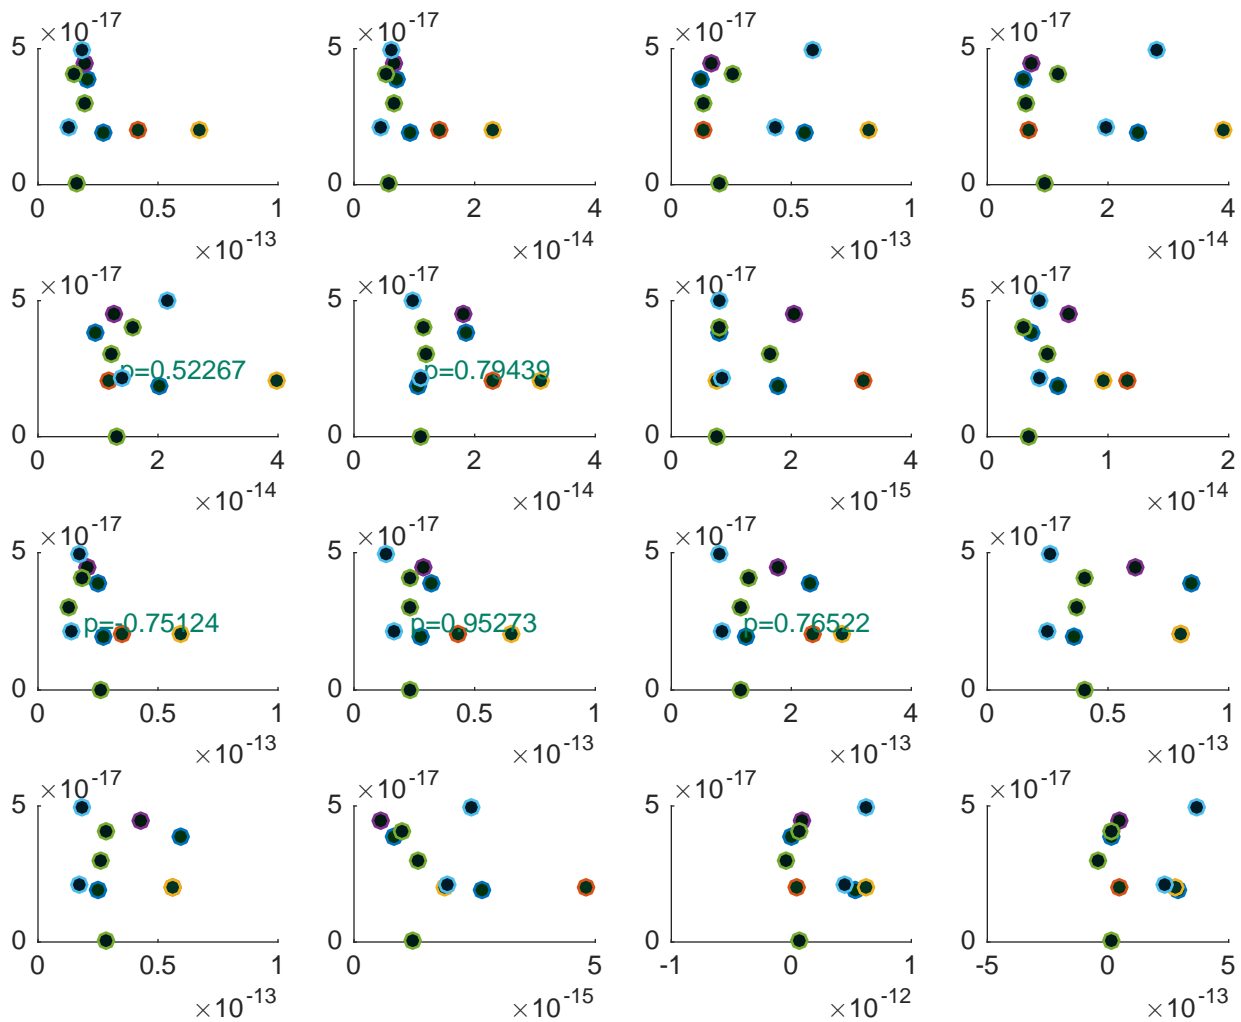 ×10-17 ×10-17 ×10-17 ×10-17
5 5 5 5
0 0 0 0
0 0.5 1 0 2 4 0 0.5 1 0 2 4
×10-13 ×10-14 ×10-13 ×10-14
×10-17 ×10-17 ×10-17 ×10-17
5 5 5 5
p=0.52267 p=0.79439
0 0 0 0
0 2 4 0 2 4 0 2 4 0 1 2
×10-14 ×10-14 ×10-15 ×10-14
×10-17 ×10-17 ×10-17 ×10-17
5 5 5 5
p=-0.75124 p=0.95273 p=0.76522
0 0 0 0
0 0.5 1 0 0.5 1 0 2 4 0 0.5 1
×10-13 ×10-13 ×10-13 ×10-13
×10-17 ×10-17 ×10-17 ×10-17
5 5 5 5
0 0 0 0
0 0.5 1 0 5 -1 0 1 -5 0 5
×10-13 ×10-15 ×10-12 ×10-13